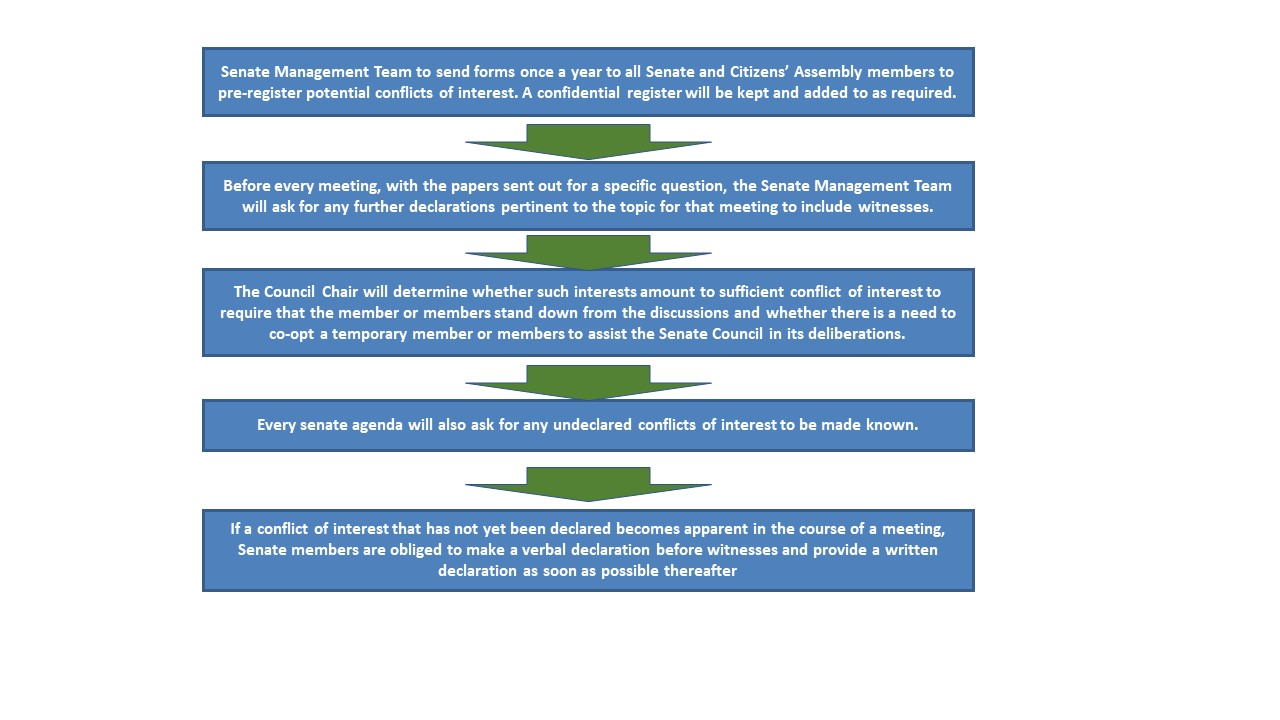 Senate Management Team to send forms once a year to all Senate and Citizens’ Assembly members to
pre-register potential conflicts of interest. A confidential register will be kept and added to as required.
Before every meeting, with the papers sent out for a specific question, the Senate Management Team
will ask for any further declarations pertinent to the topic for that meeting to include witnesses.
The Council Chair will determine whether such interests amount to sufficient conflict of interest to
require that the member or members stand down from the discussions and whether there is a need to
co-opt a temporary member or members to assist the Senate Council in its deliberations.
Every senate agenda will also ask for any undeclared conflicts of interest to be made known.
If a conflict of interest that has not yet been declared becomes apparent in the course of a meeting,
Senate members are obliged to make a verbal declaration before witnesses and provide a written
declaration as soon as possible thereafter